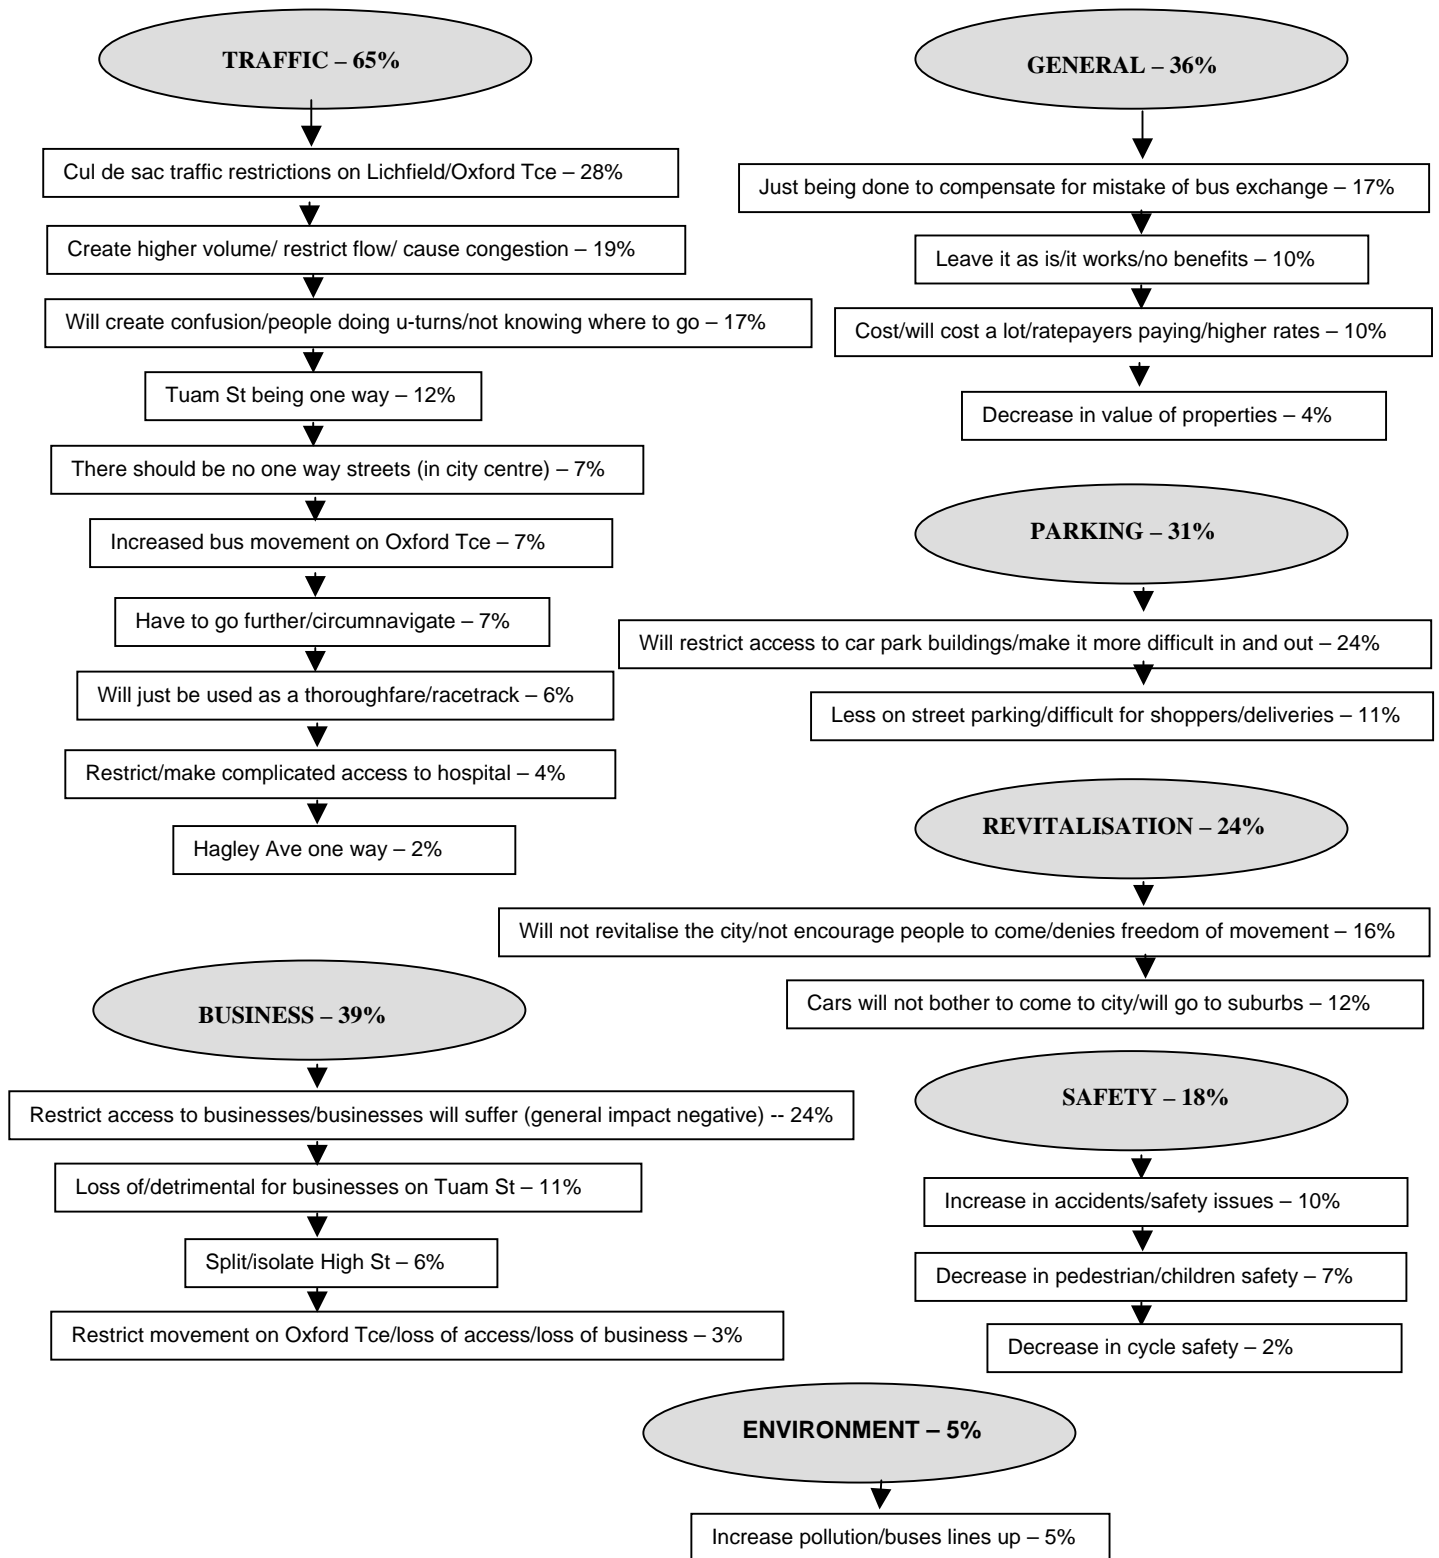 TRAFFIC – 65%
Cul de sac traffic restrictions on Lichfield/Oxford Tce – 28%
Create higher volume/ restrict flow/ cause congestion – 19%
Will create confusion/people doing u-turns/not knowing where to go – 17%
Tuam St being one way – 12%
There should be no one way streets (in city centre) – 7%
Increased bus movement on Oxford Tce – 7%
Have to go further/circumnavigate – 7%
Will just be used as a thoroughfare/racetrack – 6%
Restrict/make complicated access to hospital – 4%
Hagley Ave one way – 2%
BUSINESS – 39%
Restrict access to businesses/businesses will suffer (general impact negative) -- 24%
Loss of/detrimental for businesses on Tuam St – 11%
Split/isolate High St – 6%
Restrict movement on Oxford Tce/loss of access/loss of business – 3%
GENERAL – 36%
Just being done to compensate for mistake of bus exchange – 17%
Leave it as is/it works/no benefits – 10%
Cost/will cost a lot/ratepayers paying/higher rates – 10%
Decrease in value of properties – 4%
PARKING – 31%
Will restrict access to car park buildings/make it more difficult in and out – 24%
Less on street parking/difficult for shoppers/deliveries – 11%
REVITALISATION – 24%
Will not revitalise the city/not encourage people to come/denies freedom of movement – 16%
Cars will not bother to come to city/will go to suburbs – 12%
SAFETY – 18%
Increase in accidents/safety issues – 10%
Decrease in pedestrian/children safety – 7%
Decrease in cycle safety – 2%
ENVIRONMENT – 5%
Increase pollution/buses lines up – 5%